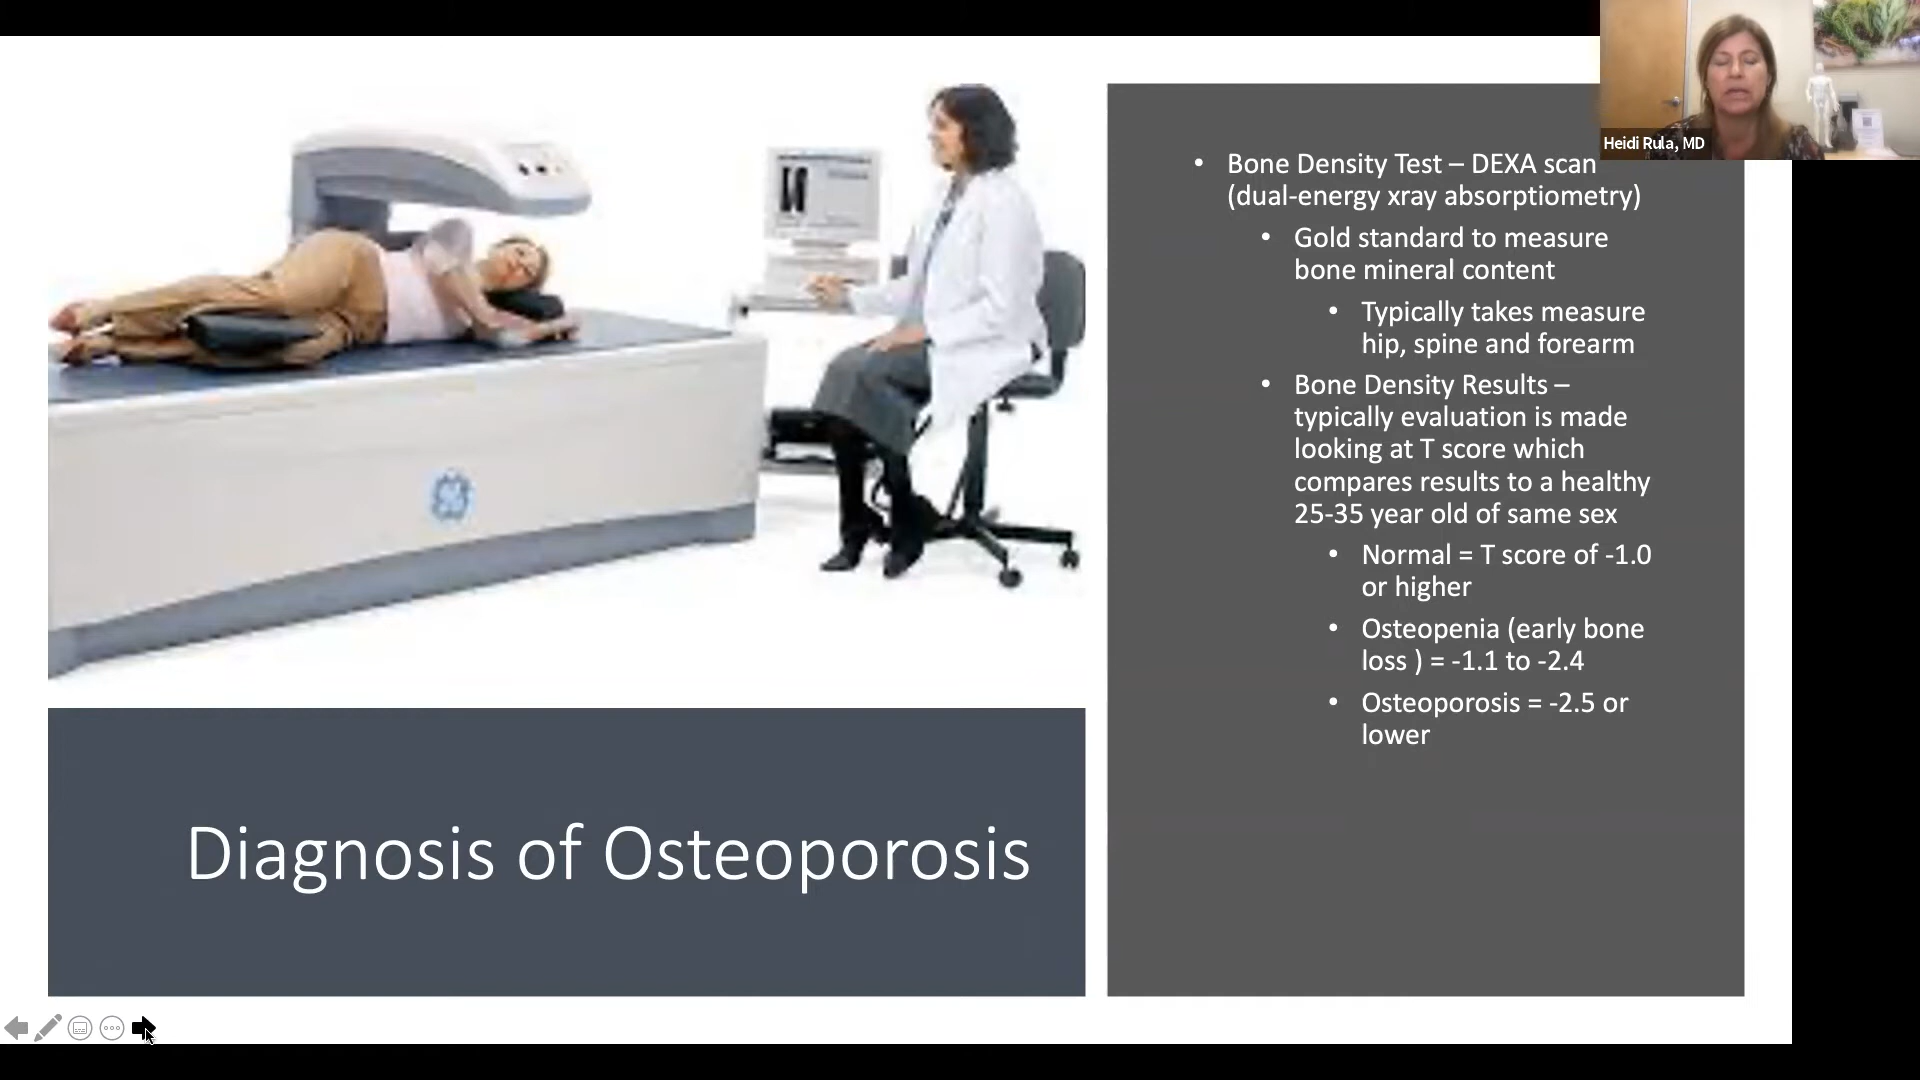 Heidi Rula, MD
• Bone Density Test – DEXA scan
(dual-energy xray absorptiometry)
• Gold standard to measure
bone mineral content
• Typically takes measure
hip, spine and forearm
• Bone Density Results –
typically evaluation is made
looking at T score which
compares results to a healthy
25-35 year old of same sex
• Normal = T score of -1.0
or higher
• Osteopenia (early bone
loss ) = -1.1 to -2.4
• Osteoporosis = -2.5 or
lower
Diagnosis of Osteoporosis